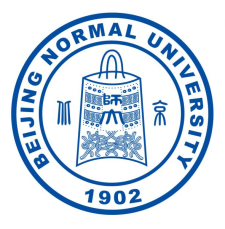 BEIJING NORMAL UNIVERSITY
北 京
師大
1902